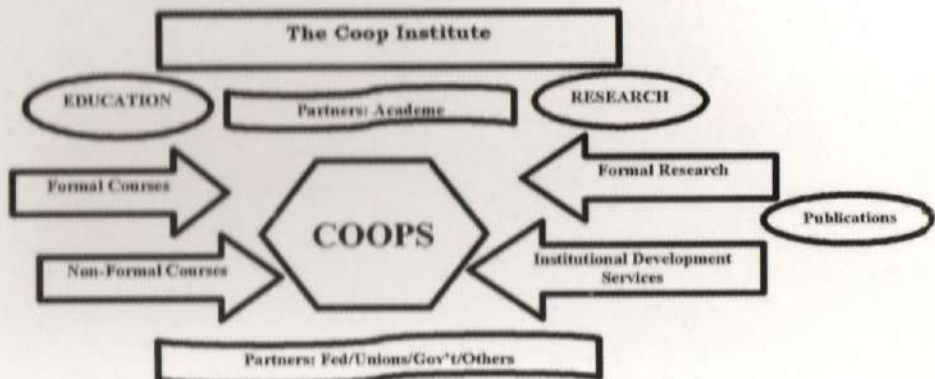 The Coop Institute
EDUCATION
Partners: Academe
RESEARCH
Formal Courses
Formal Research
COOPS
Publications
Non-Formal Courses
Institutional Development
Services
Partners: Fed/Unions/Gov't/Others